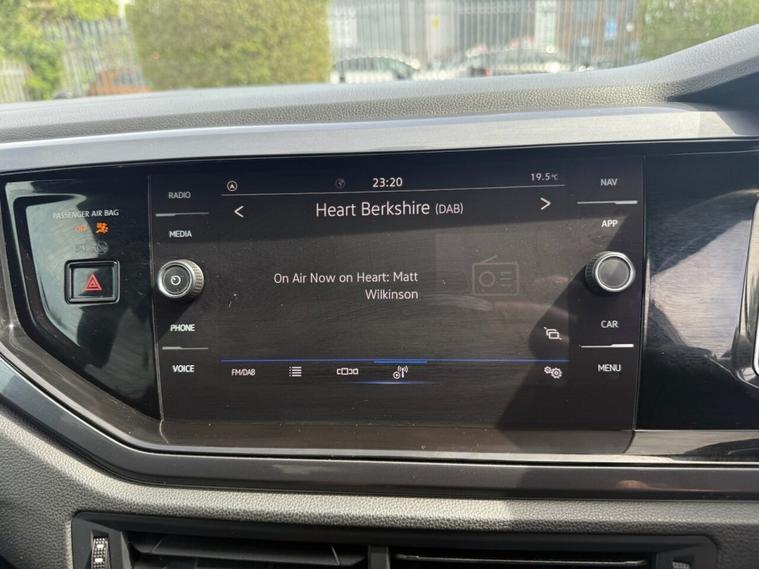 RADIO
MEDIA
PHONE
VOICE
PASSENGER AIR BAG
OFF
23:20
19.5°C
Heart Berkshire (DAB)
On Air Now on Heart: Matt
Wilkinson
FM/DAB
NAV
APP
CAR
MENU